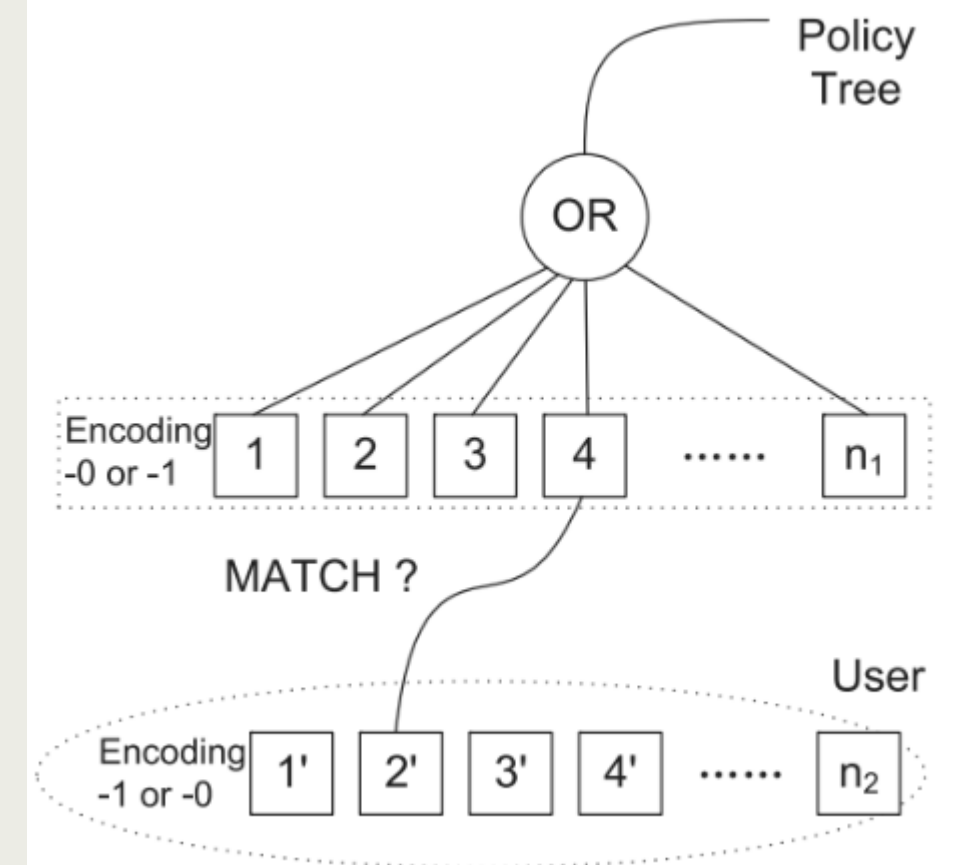 Policy
Tree
OR
Encoding
-0 or -1
1 2 3 4 ...... n₁
MATCH ?
User
Encoding
-1 or -0
1' 2' 3' 4' ...... n₂